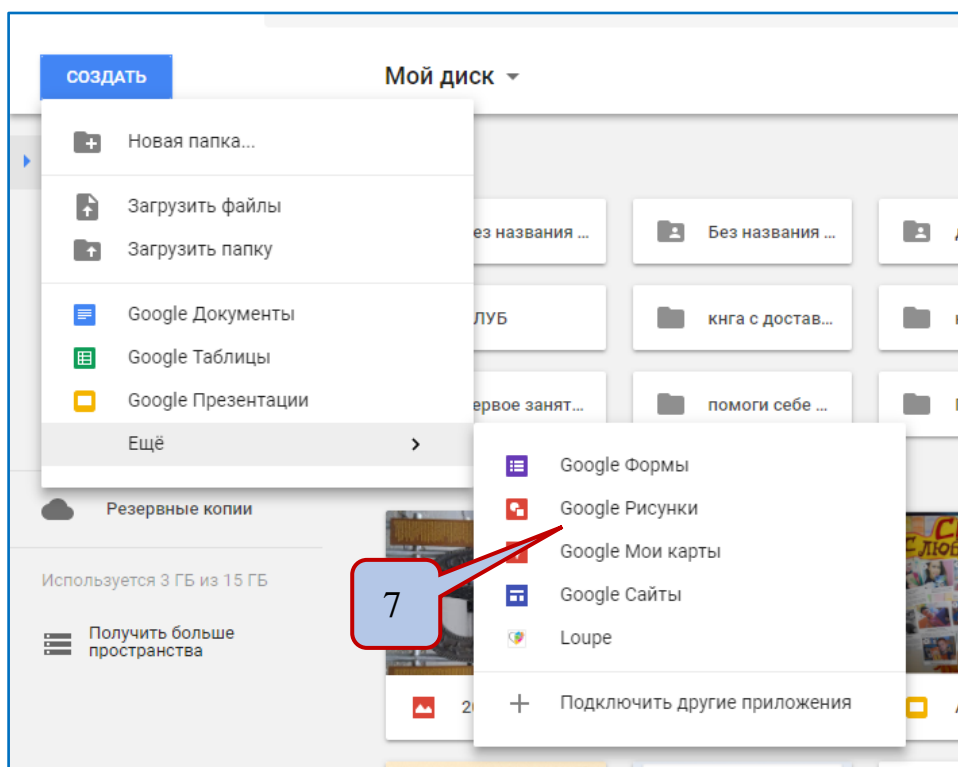 СОЗДАТЬ
Мой диск
Новая папка...
Загрузить файлы
Загрузить папку
Google Документы
Google Таблицы
Google Презентации
Ещё
ез названия ...
Без названия ...
ЛУБ
кнга с достав...
ервое занят...
помоги себе ...
Google Формы
Google Рисунки
Google Мои карты
Google Сайты
Loupe
Подключить другие приложения
7
Резервные копии
Используется 3 ГБ из 15 ГБ
Получить больше
пространства